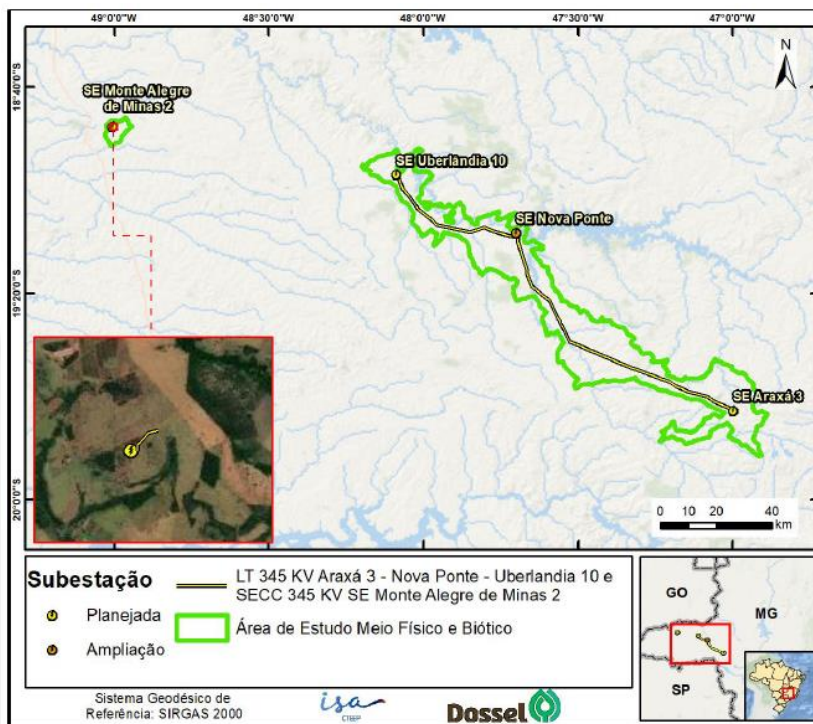 49°0'0"O
48°0'0"O
47°30'0"O
47°0'0"O
N
18°40'0"S
19°20'0"S
20°0'0"S
SE Monte Alegre
de Minas 2
SE Uberlândia 10
SE Nova Ponte
SE Araxá 3
0 10 20 40
km
Subestação
Planejada
Ampliação
LT 345 KV Araxá 3 - Nova Ponte - Uberlandia 10 e
SECC 345 KV SE Monte Alegre de Minas 2
Área de Estudo Meio Físico e Biótico
GO
MG
SP
Sistema Geodésico de
Referência: SIRGAS 2000
isa
CTEEP
Dossel